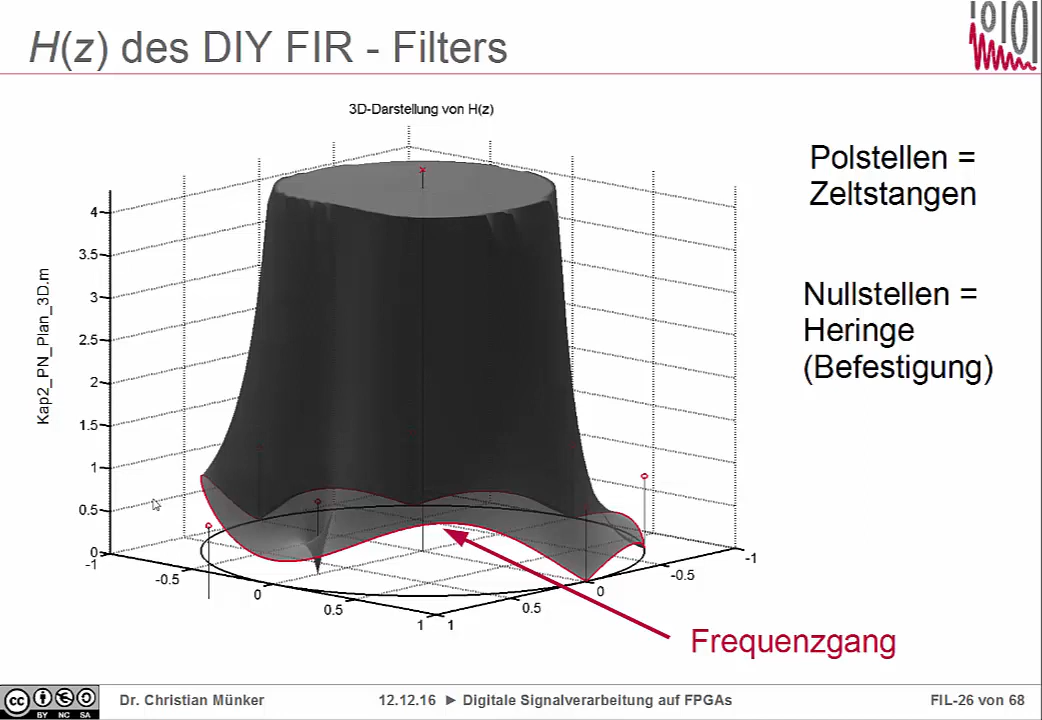 H(z) des DIY FIR - Filters
3D-Darstellung von H(z)
Polstellen =
Zeltstangen
Nullstellen =
Heringe
(Befestigung)
Kap2_PN_Plan_3D.m
4
3.5
3
2.5
2
1.5
1
0.5
0
-1
-0.5
0
0.5
1
1
0.5
0
-0.5
-1
Frequenzgang
cc BY NC SA
Dr. Christian Münker
12.12.16 ► Digitale Signalverarbeitung auf FPGAs
FIL-26 von 68